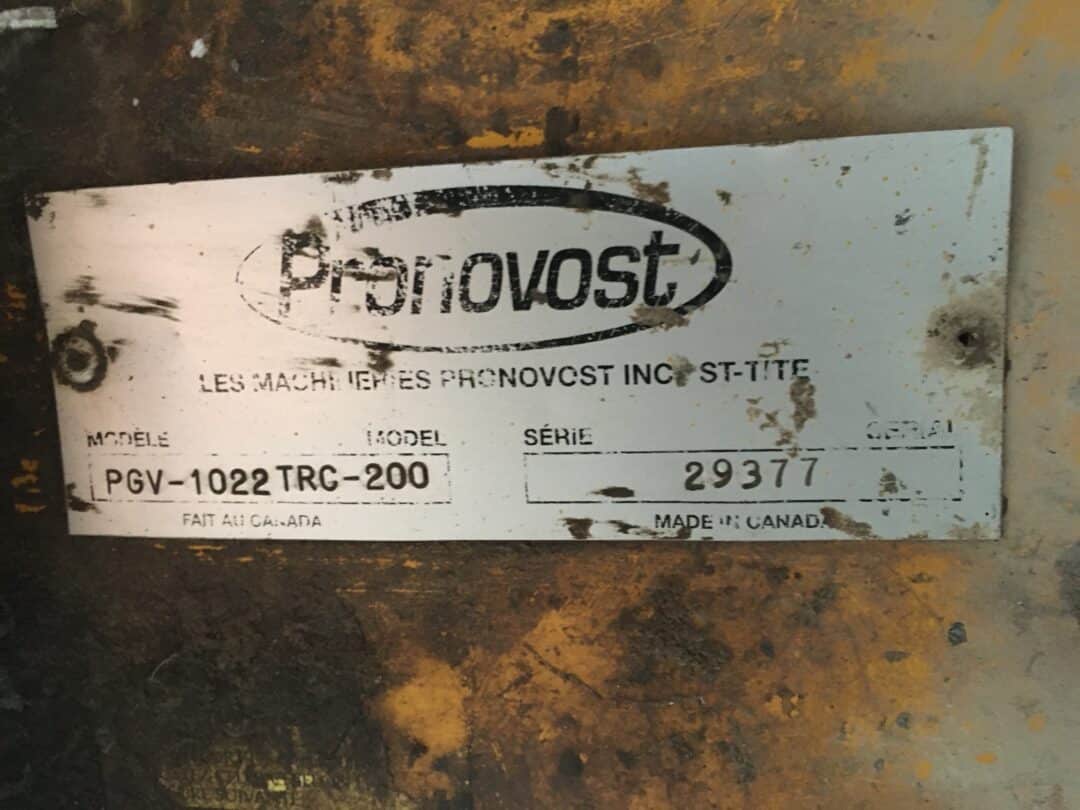 Pronovost
LES MACHINERIES PRONOVOST INC. ST-TITE
MODÈLE MODEL SÉRIE SERIAL
PGV-1022 TRC-200 29377
FAIT AU CANADA MADE IN CANADA